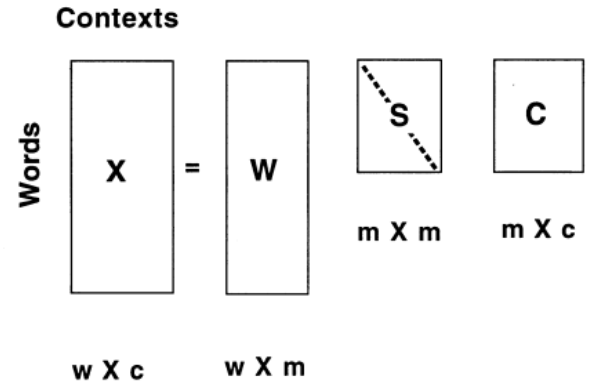 Contexts
Words
X = W S C
m X m m X c
w X c w X m